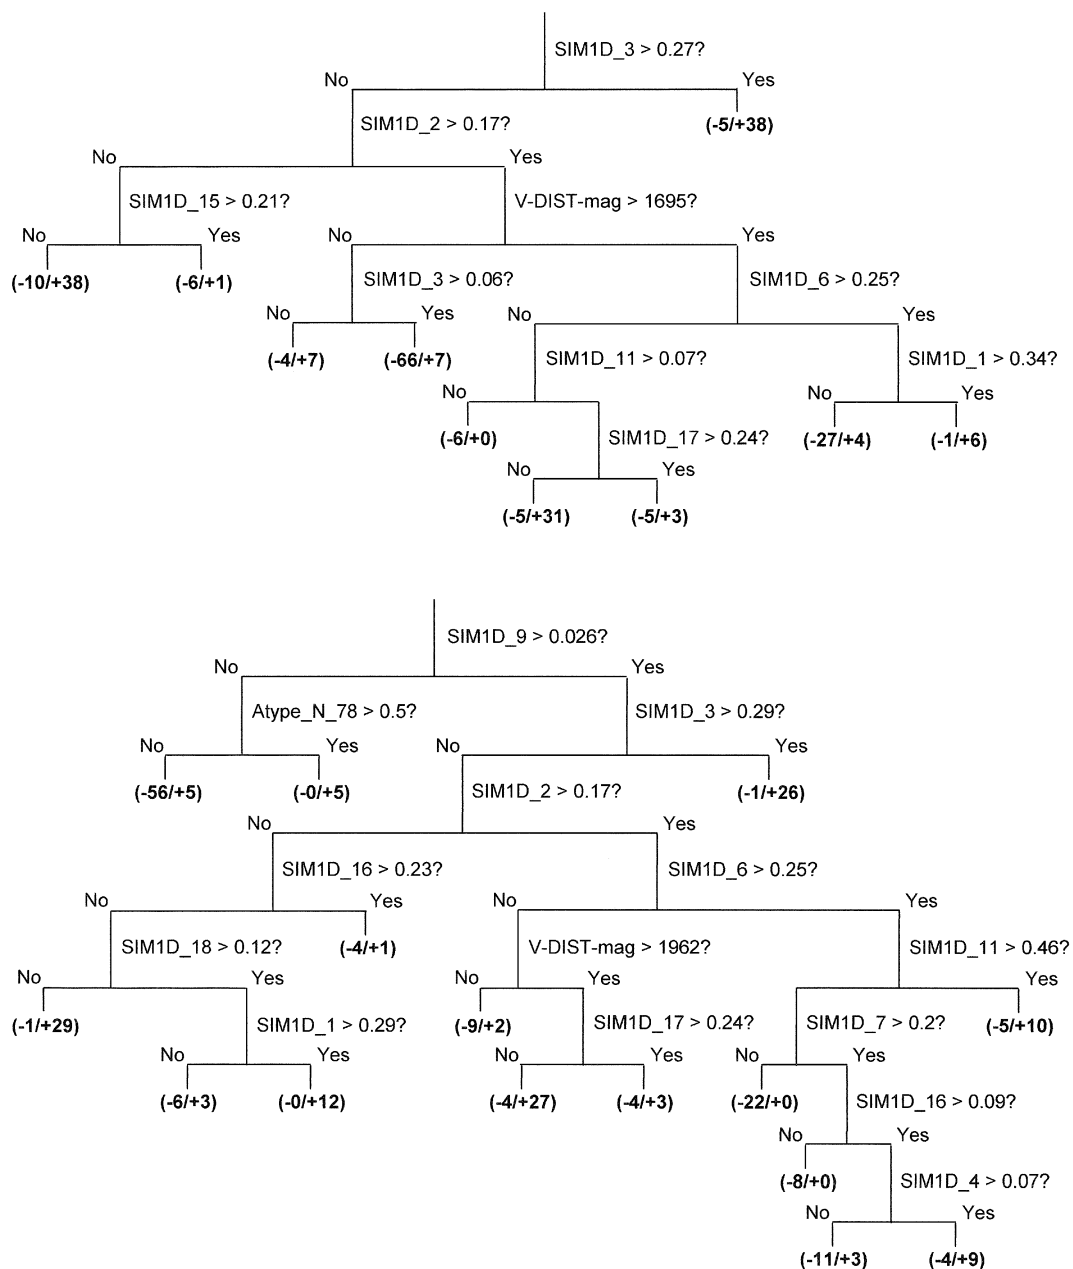 SIM1D_3 > 0.27?
No Yes
SIM1D_2 > 0.17? (-5/+38)
No Yes
SIM1D_15 > 0.21? V-DIST-mag > 1695?
No Yes No Yes
(-10/+38) (-6/+1) SIM1D_3 > 0.06? SIM1D_6 > 0.25?
No Yes No Yes
(-4/+7) (-66/+7) SIM1D_11 > 0.07? SIM1D_1 > 0.34?
No No Yes
(-6/+0) SIM1D_17 > 0.24? (-27/+4) (-1/+6)
No Yes
(-5/+31) (-5/+3)
SIM1D_9 > 0.026?
No Yes
Atype_N_78 > 0.5? SIM1D_3 > 0.29?
No Yes No Yes
(-56/+5) (-0/+5) SIM1D_2 > 0.17? (-1/+26)
No Yes
SIM1D_16 > 0.23? SIM1D_6 > 0.25?
No Yes No Yes
SIM1D_18 > 0.12? (-4/+1) V-DIST-mag > 1962? SIM1D_11 > 0.46?
No Yes No Yes Yes
(-1/+29) SIM1D_1 > 0.29? (-9/+2) SIM1D_17 > 0.24? SIM1D_7 > 0.2? (-5/+10)
No Yes No Yes No Yes
(-6/+3) (-0/+12) (-4/+27) (-4/+3) (-22/+0) SIM1D_16 > 0.09?
No Yes
(-8/+0) SIM1D_4 > 0.07?
No Yes
(-11/+3) (-4/+9)